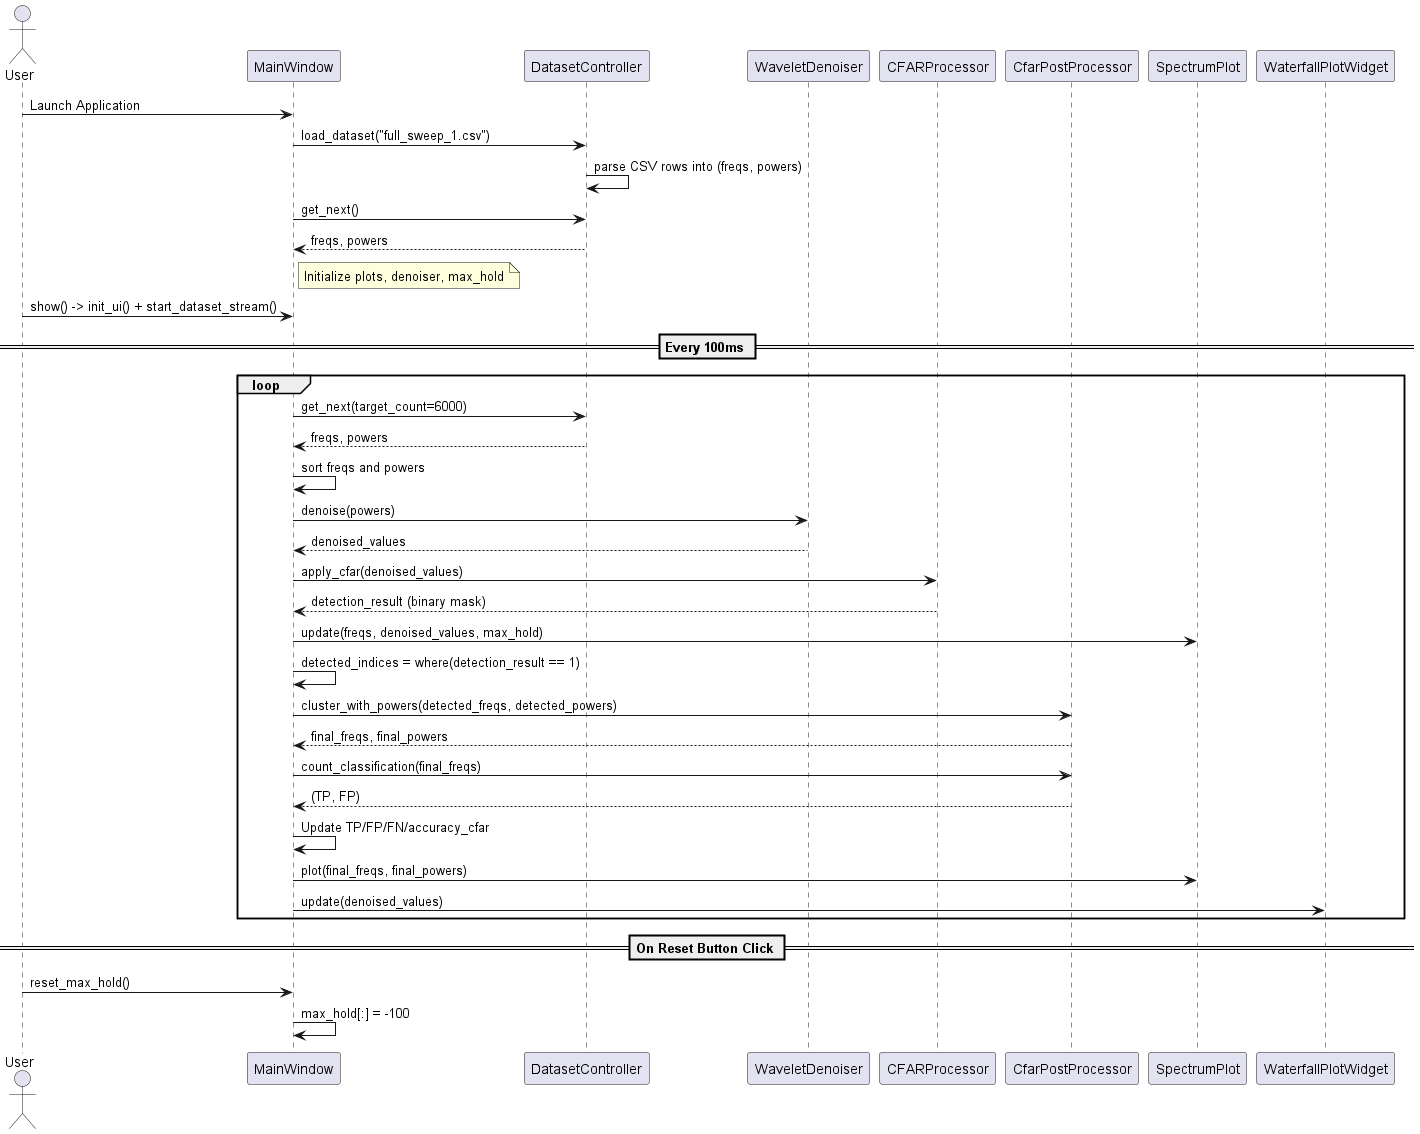 User
MainWindow
DatasetController
WaveletDenoiser
CFARProcessor
CfarPostProcessor
SpectrumPlot
WaterfallPlotWidget
Launch Application
load_dataset("full_sweep_1.csv")
parse CSV rows into (freqs, powers)
get_next()
freqs, powers
Initialize plots, denoiser, max_hold
show() -> init_ui() + start_dataset_stream()
Every 100ms
loop
get_next(target_count=6000)
freqs, powers
sort freqs and powers
denoise(powers)
denoised_values
apply_cfar(denoised_values)
detection_result (binary mask)
update(freqs, denoised_values, max_hold)
detected_indices = where(detection_result == 1)
cluster_with_powers(detected_freqs, detected_powers)
final_freqs, final_powers
count_classification(final_freqs)
(TP, FP)
Update TP/FP/FN/accuracy_cfar
plot(final_freqs, final_powers)
update(denoised_values)
On Reset Button Click
reset_max_hold()
max_hold[:] = -100
User
MainWindow
DatasetController
WaveletDenoiser
CFARProcessor
CfarPostProcessor
SpectrumPlot
WaterfallPlotWidget